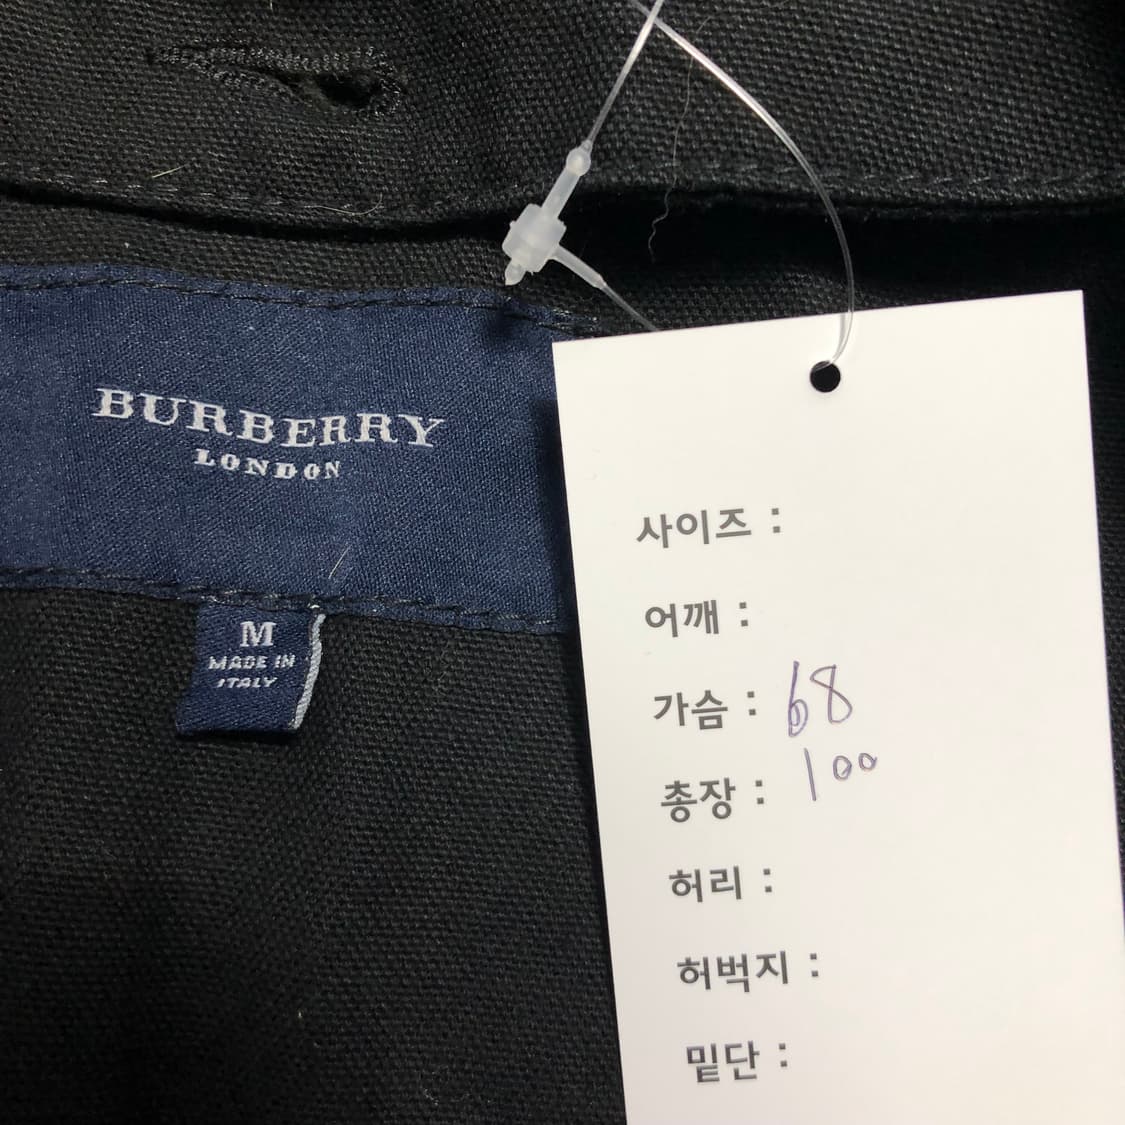 BURBERRY
LONDON
M
MADE IN
ITALY
사이즈 :
어깨 :
가슴 : 68
총장 : 100
허리 :
허벅지 :
밑단 :